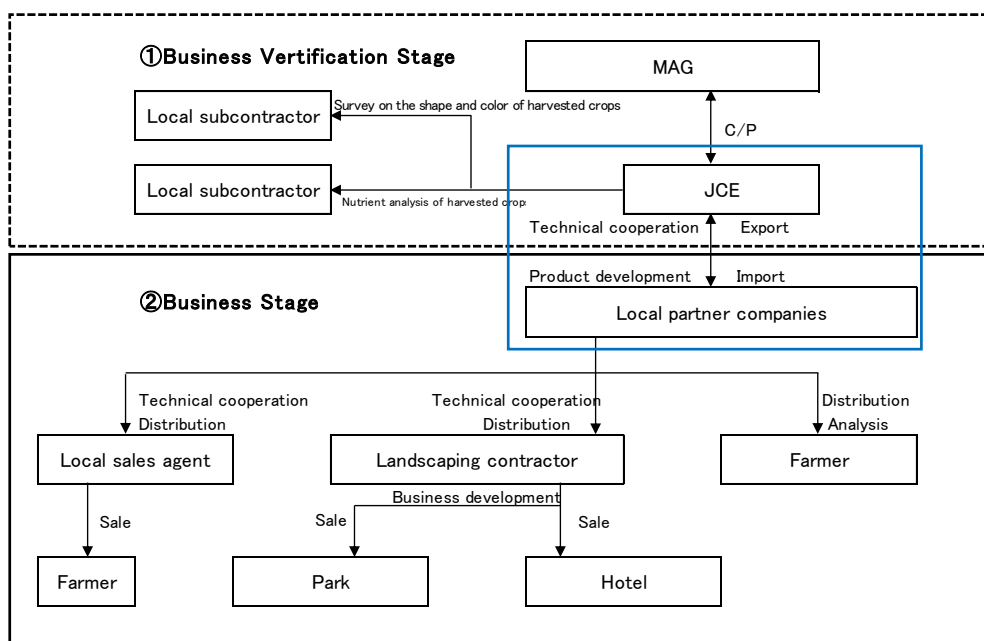 ①Business Vertification Stage
MAG
Survey on the shape and color of harvested crops
Local subcontractor
C/P
Local subcontractor
JCE
Nutrient analysis of harvested crop
Technical cooperation Export
Product development Import
②Business Stage
Local partner companies
Technical cooperation
Distribution
Technical cooperation
Distribution
Distribution
Analysis
Local sales agent
Landscaping contractor
Farmer
Business development
Sale
Sale
Sale
Farmer
Park
Hotel